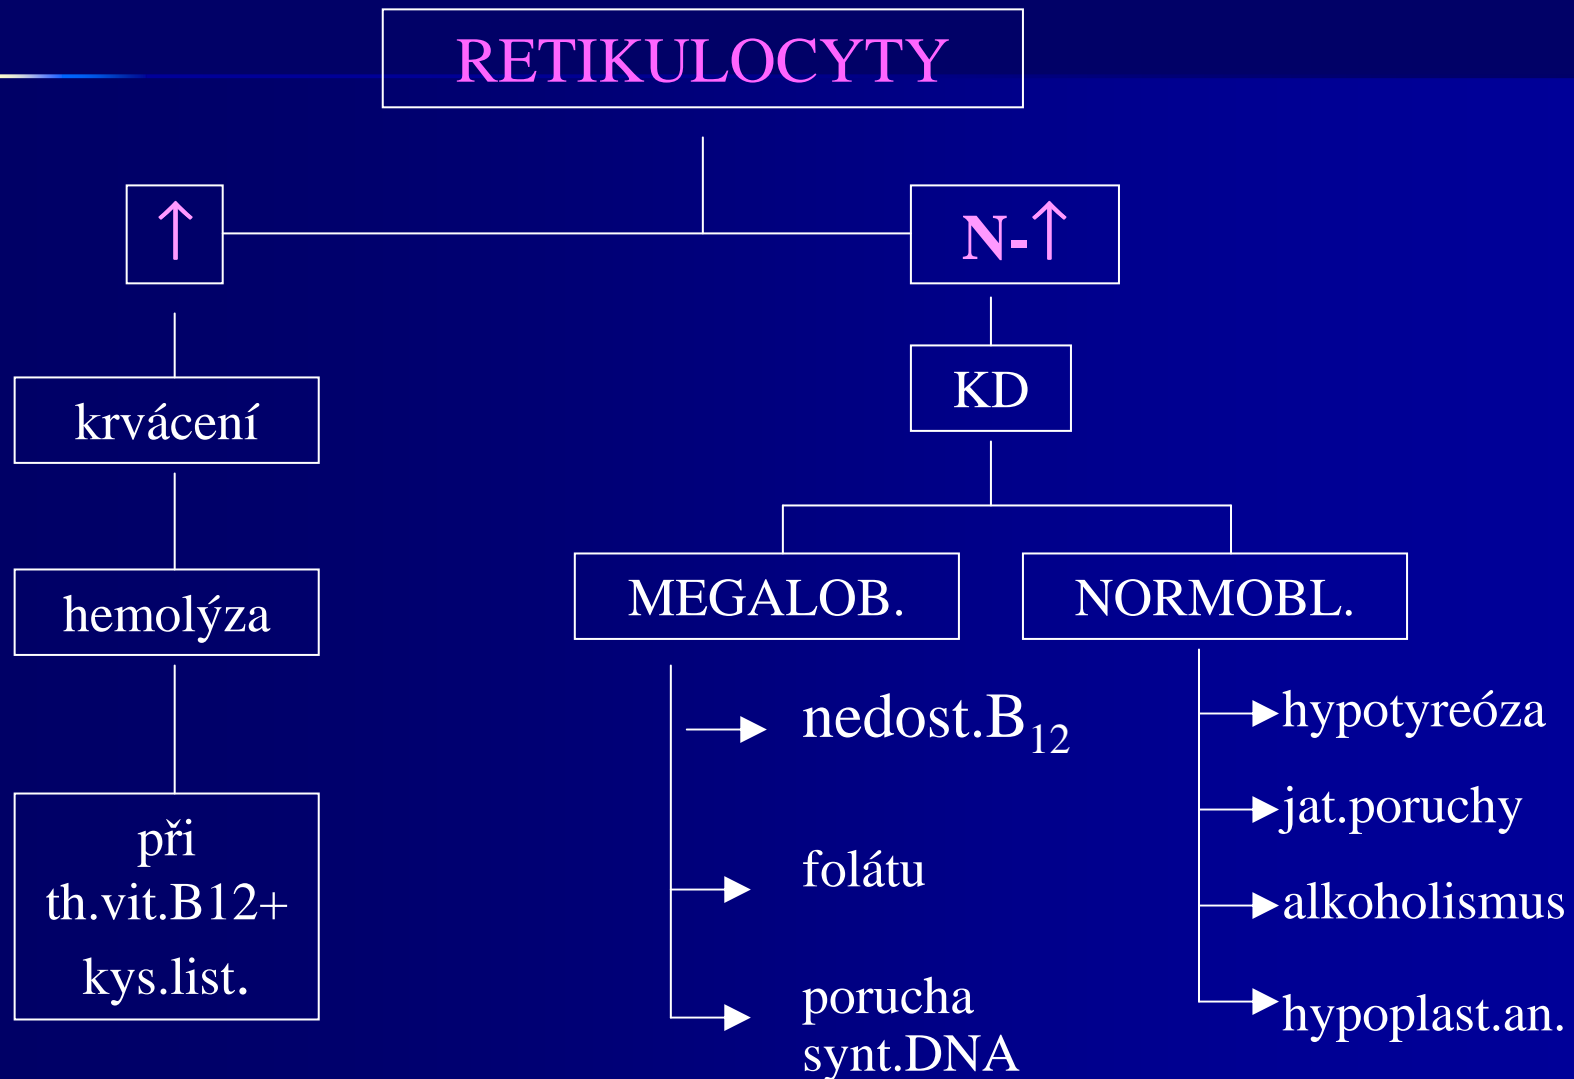 RETIKULOCYTY
↑
N-↑
krvácení
hemolýza
při
th.vit.B12+
kys.list.
KD
MEGALOB.
nedost.B₁₂
folátu
porucha
synt.DNA
NORMOBL.
hypotyreóza
jat.poruchy
alkoholismus
hypoplast.an.